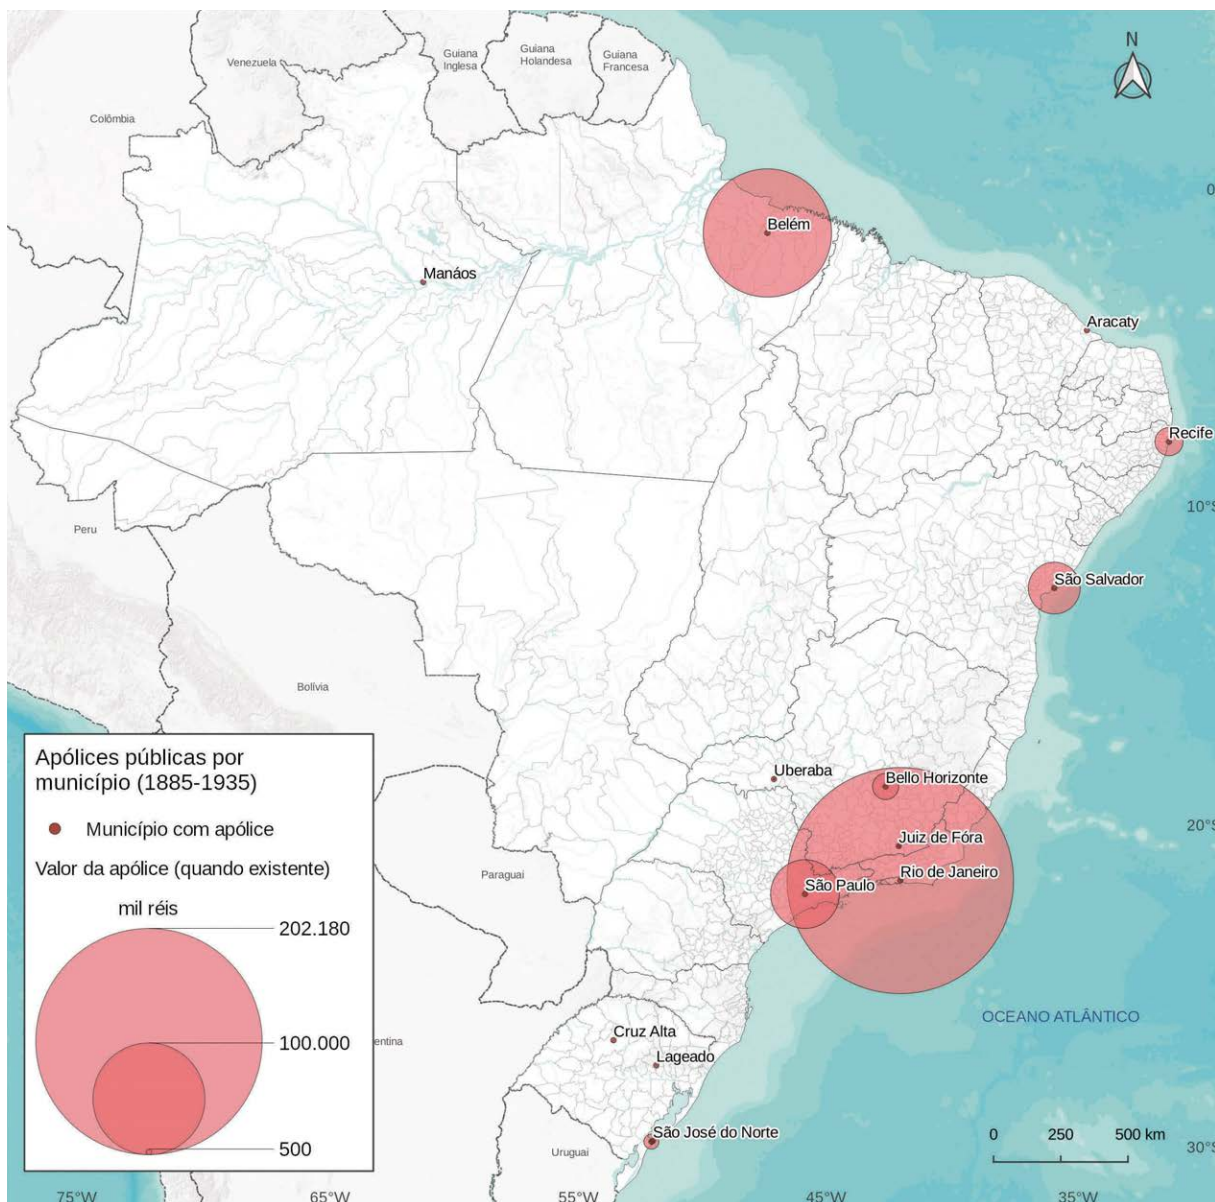 N
Venezuela
Guiana
Inglesa
Guiana
Holandesa
Guiana
Francesa
Colômbia
0
Belém
Manáos
Aracaty
Recife
10°S
Peru
São Salvador
Bolívia
Uberaba
Bello Horizonte
20°S
Juiz de Fóra
Rio de Janeiro
São Paulo
Paraguai
OCEANO ATLÂNTICO
Cruz Alta
entina
Lageado
São José do Norte
Uruguai
0 250 500 km
30°S
75°W 65°W 55°W 45°W
Apólices públicas por
município (1885-1935)
Município com apólice
Valor da apólice (quando existente)
mil réis
202.180
100.000
500